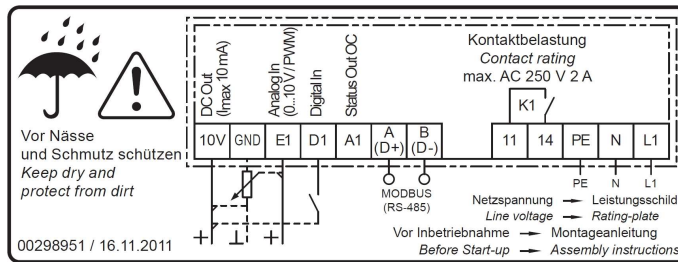 DC Out
(Imax 10 mA)
Analog In
(0...10 V / PWM)
Digital In
Status Out OC
Kontaktbelastung
Contact rating
max. AC 250 V 2 A
K1
10V GND E1 D1 A1 A (D+) B (D-) 11 14 PE N L1
PE N L1
MODBUS
(RS-485)
Vor Nässe
und Schmutz schützen
Keep dry and
protect from dirt
Netzspannung → Leistungsschild
Line voltage → Rating-plate
Vor Inbetriebnahme → Montageanleitung
Before Start-up → Assembly instructions
+ ⊥ +
00298951 / 16.11.2011